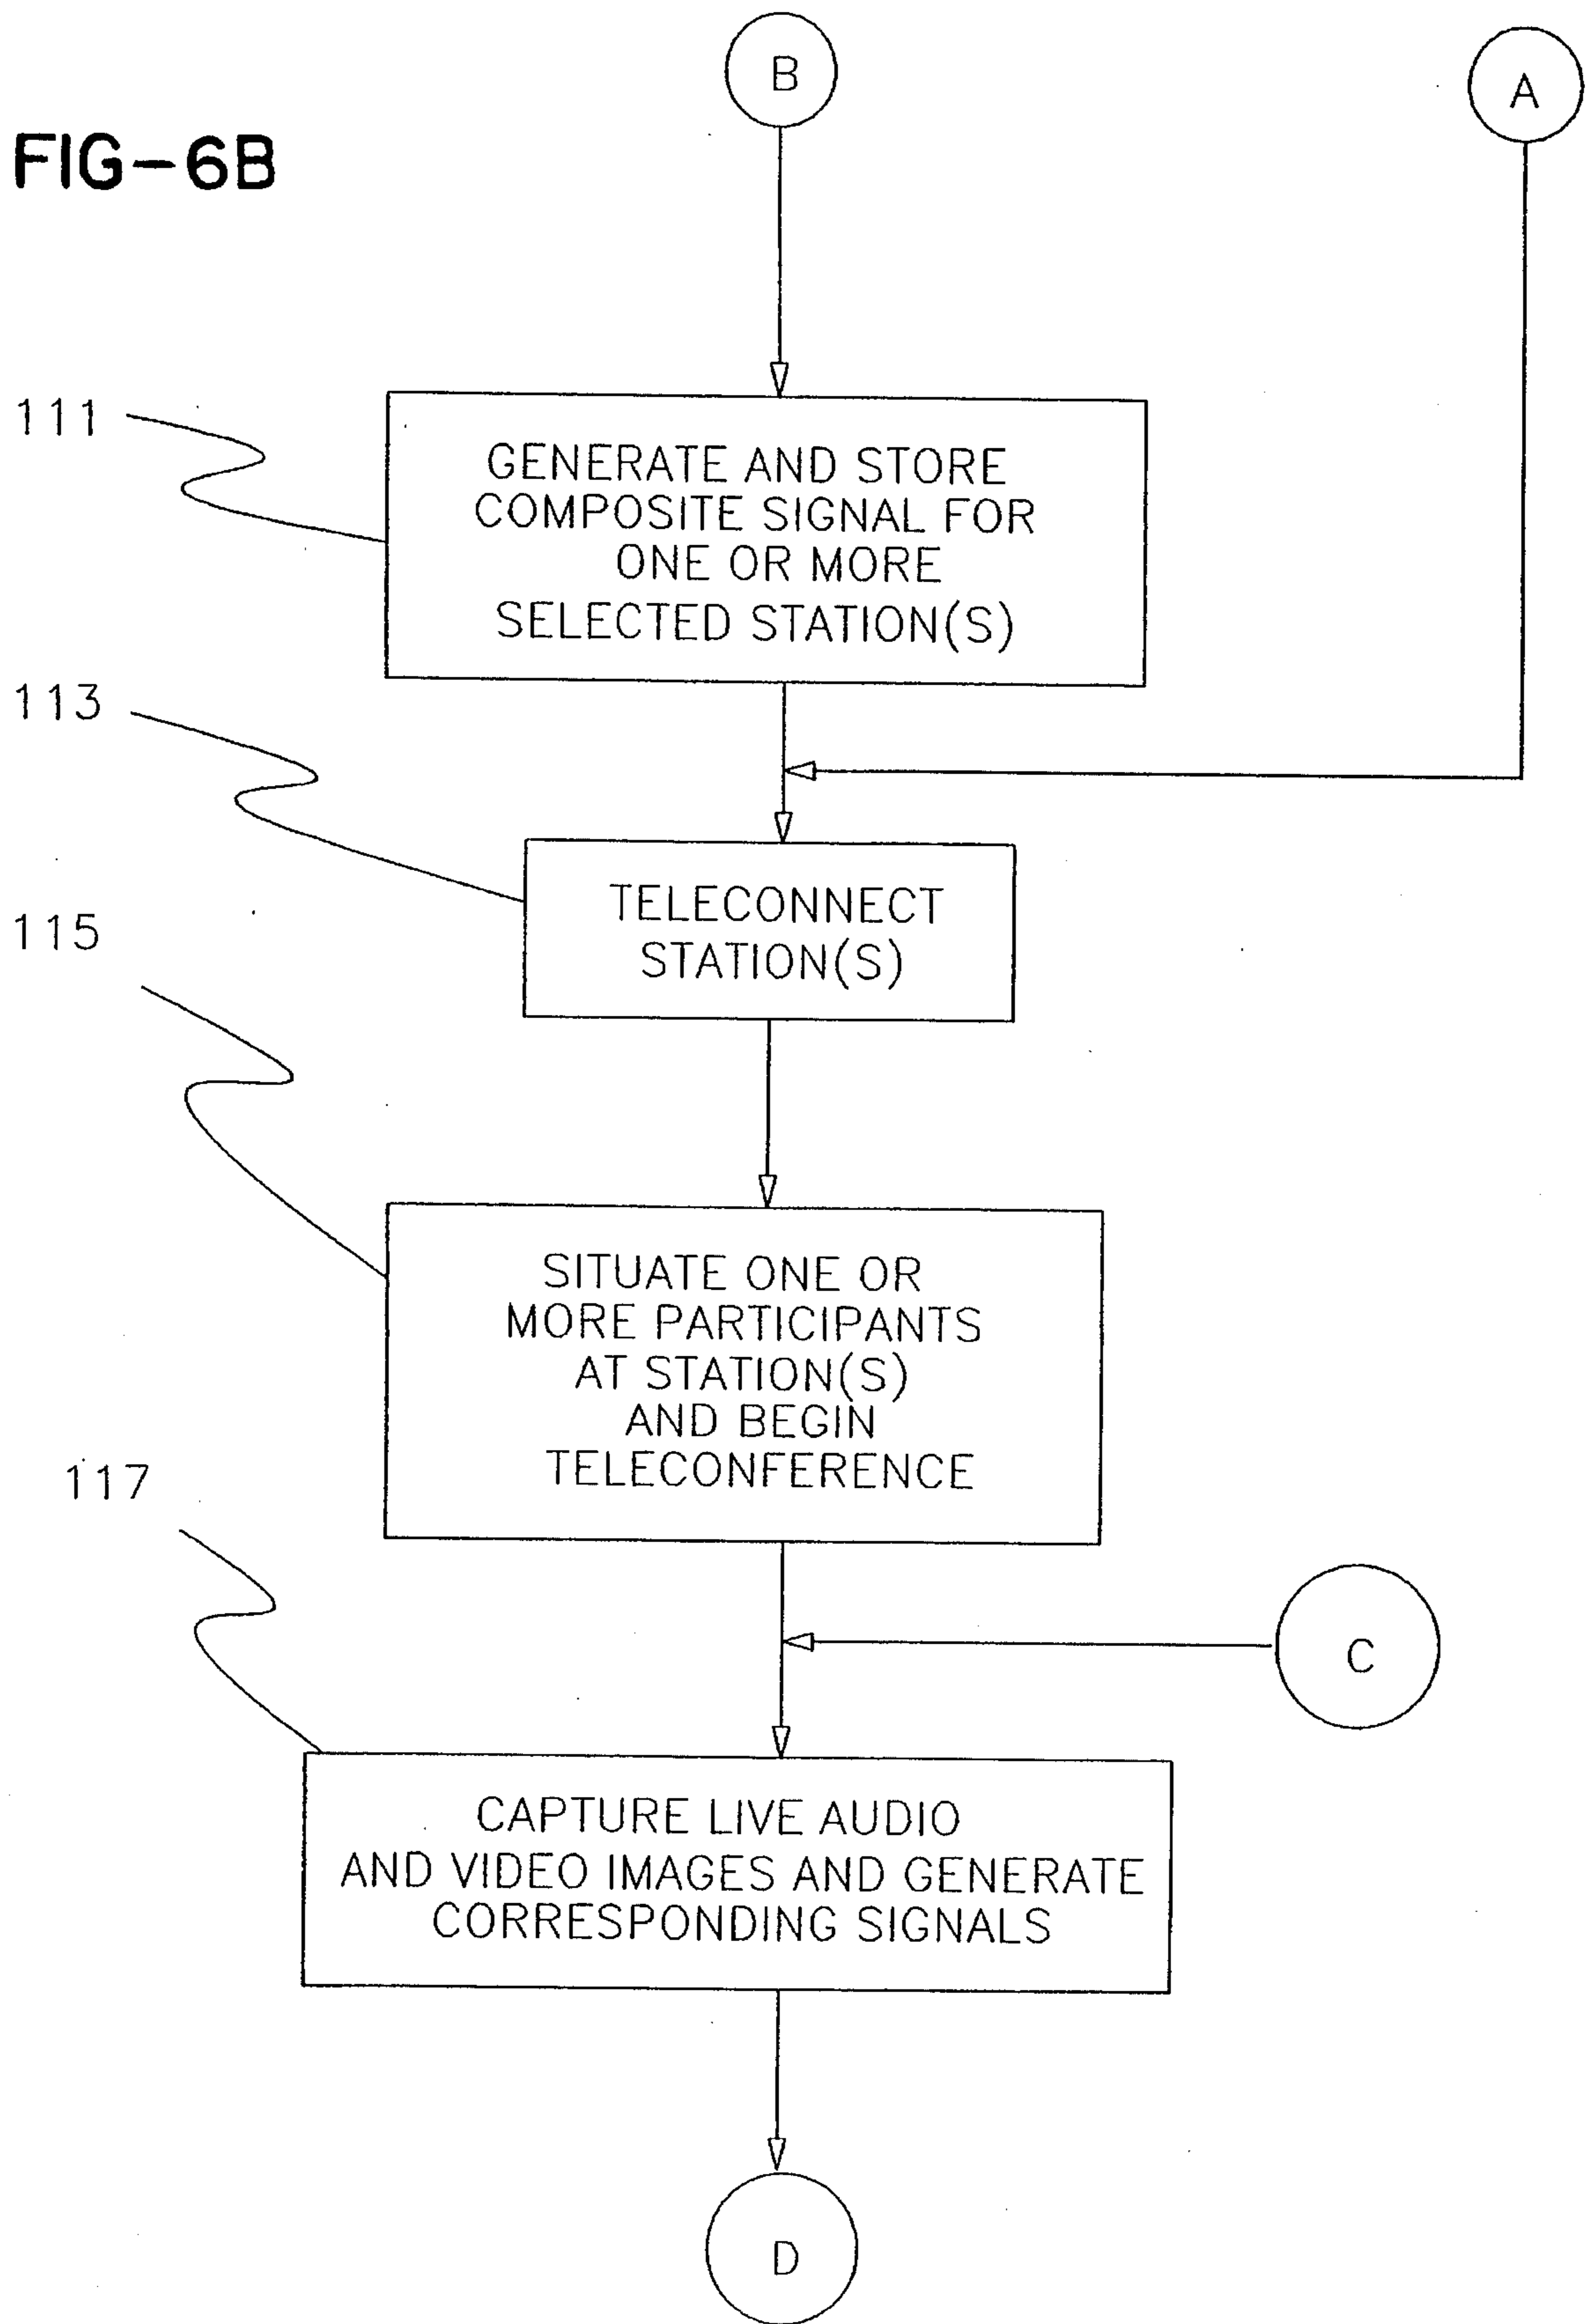 B
A
FIG-6B
111
GENERATE AND STORE
COMPOSITE SIGNAL FOR
ONE OR MORE
SELECTED STATION(S)
113
TELECONNECT
STATION(S)
115
SITUATE ONE OR
MORE PARTICIPANTS
AT STATION(S)
AND BEGIN
TELECONFERENCE
117
C
CAPTURE LIVE AUDIO
AND VIDEO IMAGES AND GENERATE
CORRESPONDING SIGNALS
D